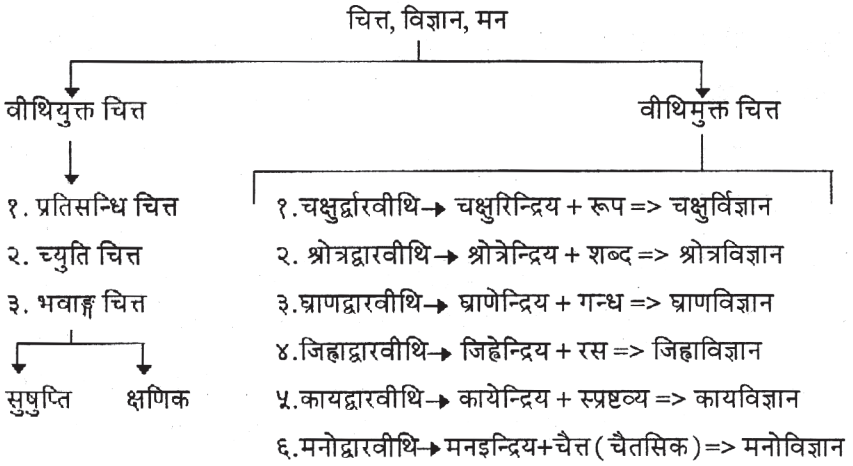 चित्त, विज्ञान, मन
वीथियुक्त चित्त
वीथिमुक्त चित्त
१. प्रतिसन्धि चित्त
२. च्युति चित्त
३. भवाङ्ग चित्त
सुषुप्ति
क्षणिक
१.चक्षुर्द्वारवीथि→ चक्षुरिन्द्रिय + रूप => चक्षुर्विज्ञान
२. श्रोत्रद्वारवीथि→ श्रोत्रेन्द्रिय + शब्द => श्रोत्रविज्ञान
३.घ्राणद्वारवीथि→ घ्राणेन्द्रिय + गन्ध => घ्राणविज्ञान
४.जिह्वाद्वारवीथि→ जिह्वेन्द्रिय + रस => जिह्वाविज्ञान
५.कायद्वारवीथि→ कायेन्द्रिय + स्प्रष्टव्य => कायविज्ञान
६.मनोद्वारवीथि→मनइन्द्रिय+चैत्त (चैतसिक)=> मनोविज्ञान